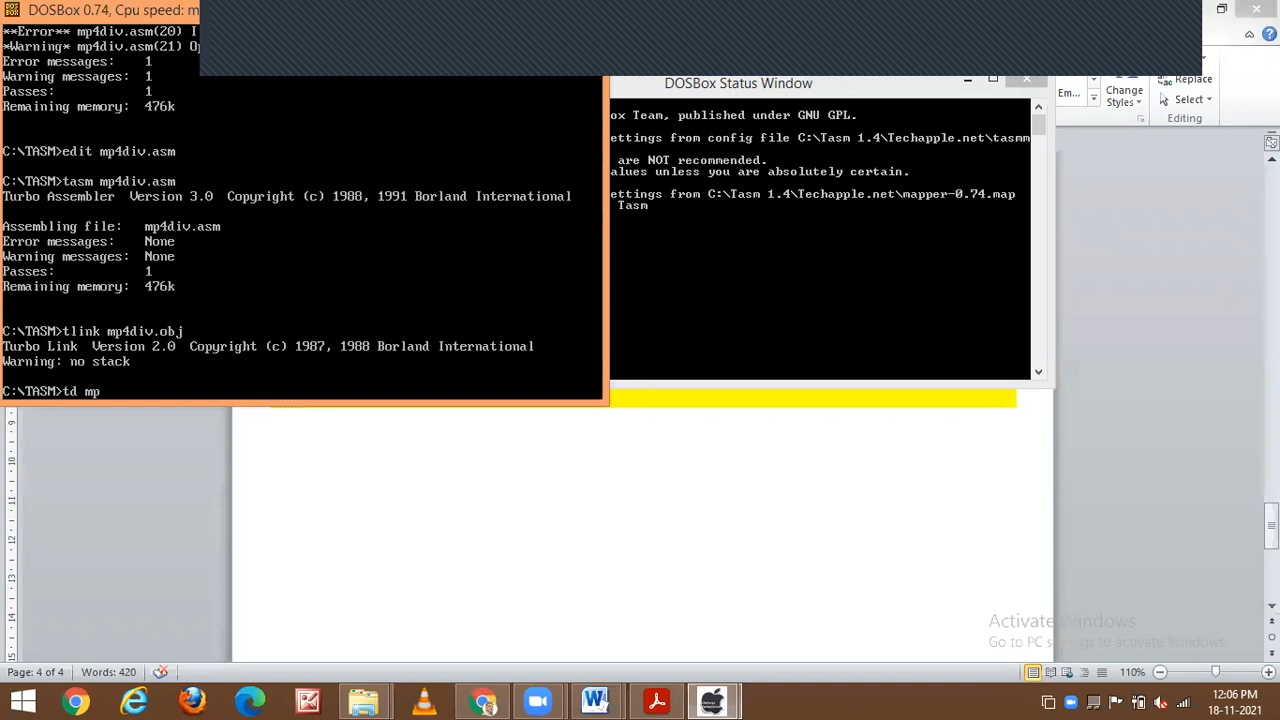 DOSBox 0.74, Cpu speed: m
**Error** mp4div.asm(20) I
*Warning* mp4div.asm(21) O
Error messages: 1
Warning messages: 1
Passes: 1
Remaining memory: 476k
C:\TASM>edit mp4div.asm
C:\TASM>tasm mp4div.asm
Turbo Assembler Version 3.0 Copyright (c) 1988, 1991 Borland International
Assembling file: mp4div.asm
Error messages: None
Warning messages: None
Passes: 1
Remaining memory: 476k
C:\TASM>tlink mp4div.obj
Turbo Link Version 2.0 Copyright (c) 1987, 1988 Borland International
Warning: no stack
C:\TASM>td mp
DOSBox Status Window
ox Team, published under GNU GPL.
ettings from config file C:\Tasm 1.4\Techapple.net\tasmm
are NOT recommended.
alues unless you are absolutely certain.
ettings from C:\Tasm 1.4\Techapple.net\mapper-0.74.map
Tasm
Em...
Change
Styles
Replace
Select
Editing
Activate Windows
Go to PC settings to activate Windows.
Page: 4 of 4
Words: 420
110%
12:06 PM
18-11-2021